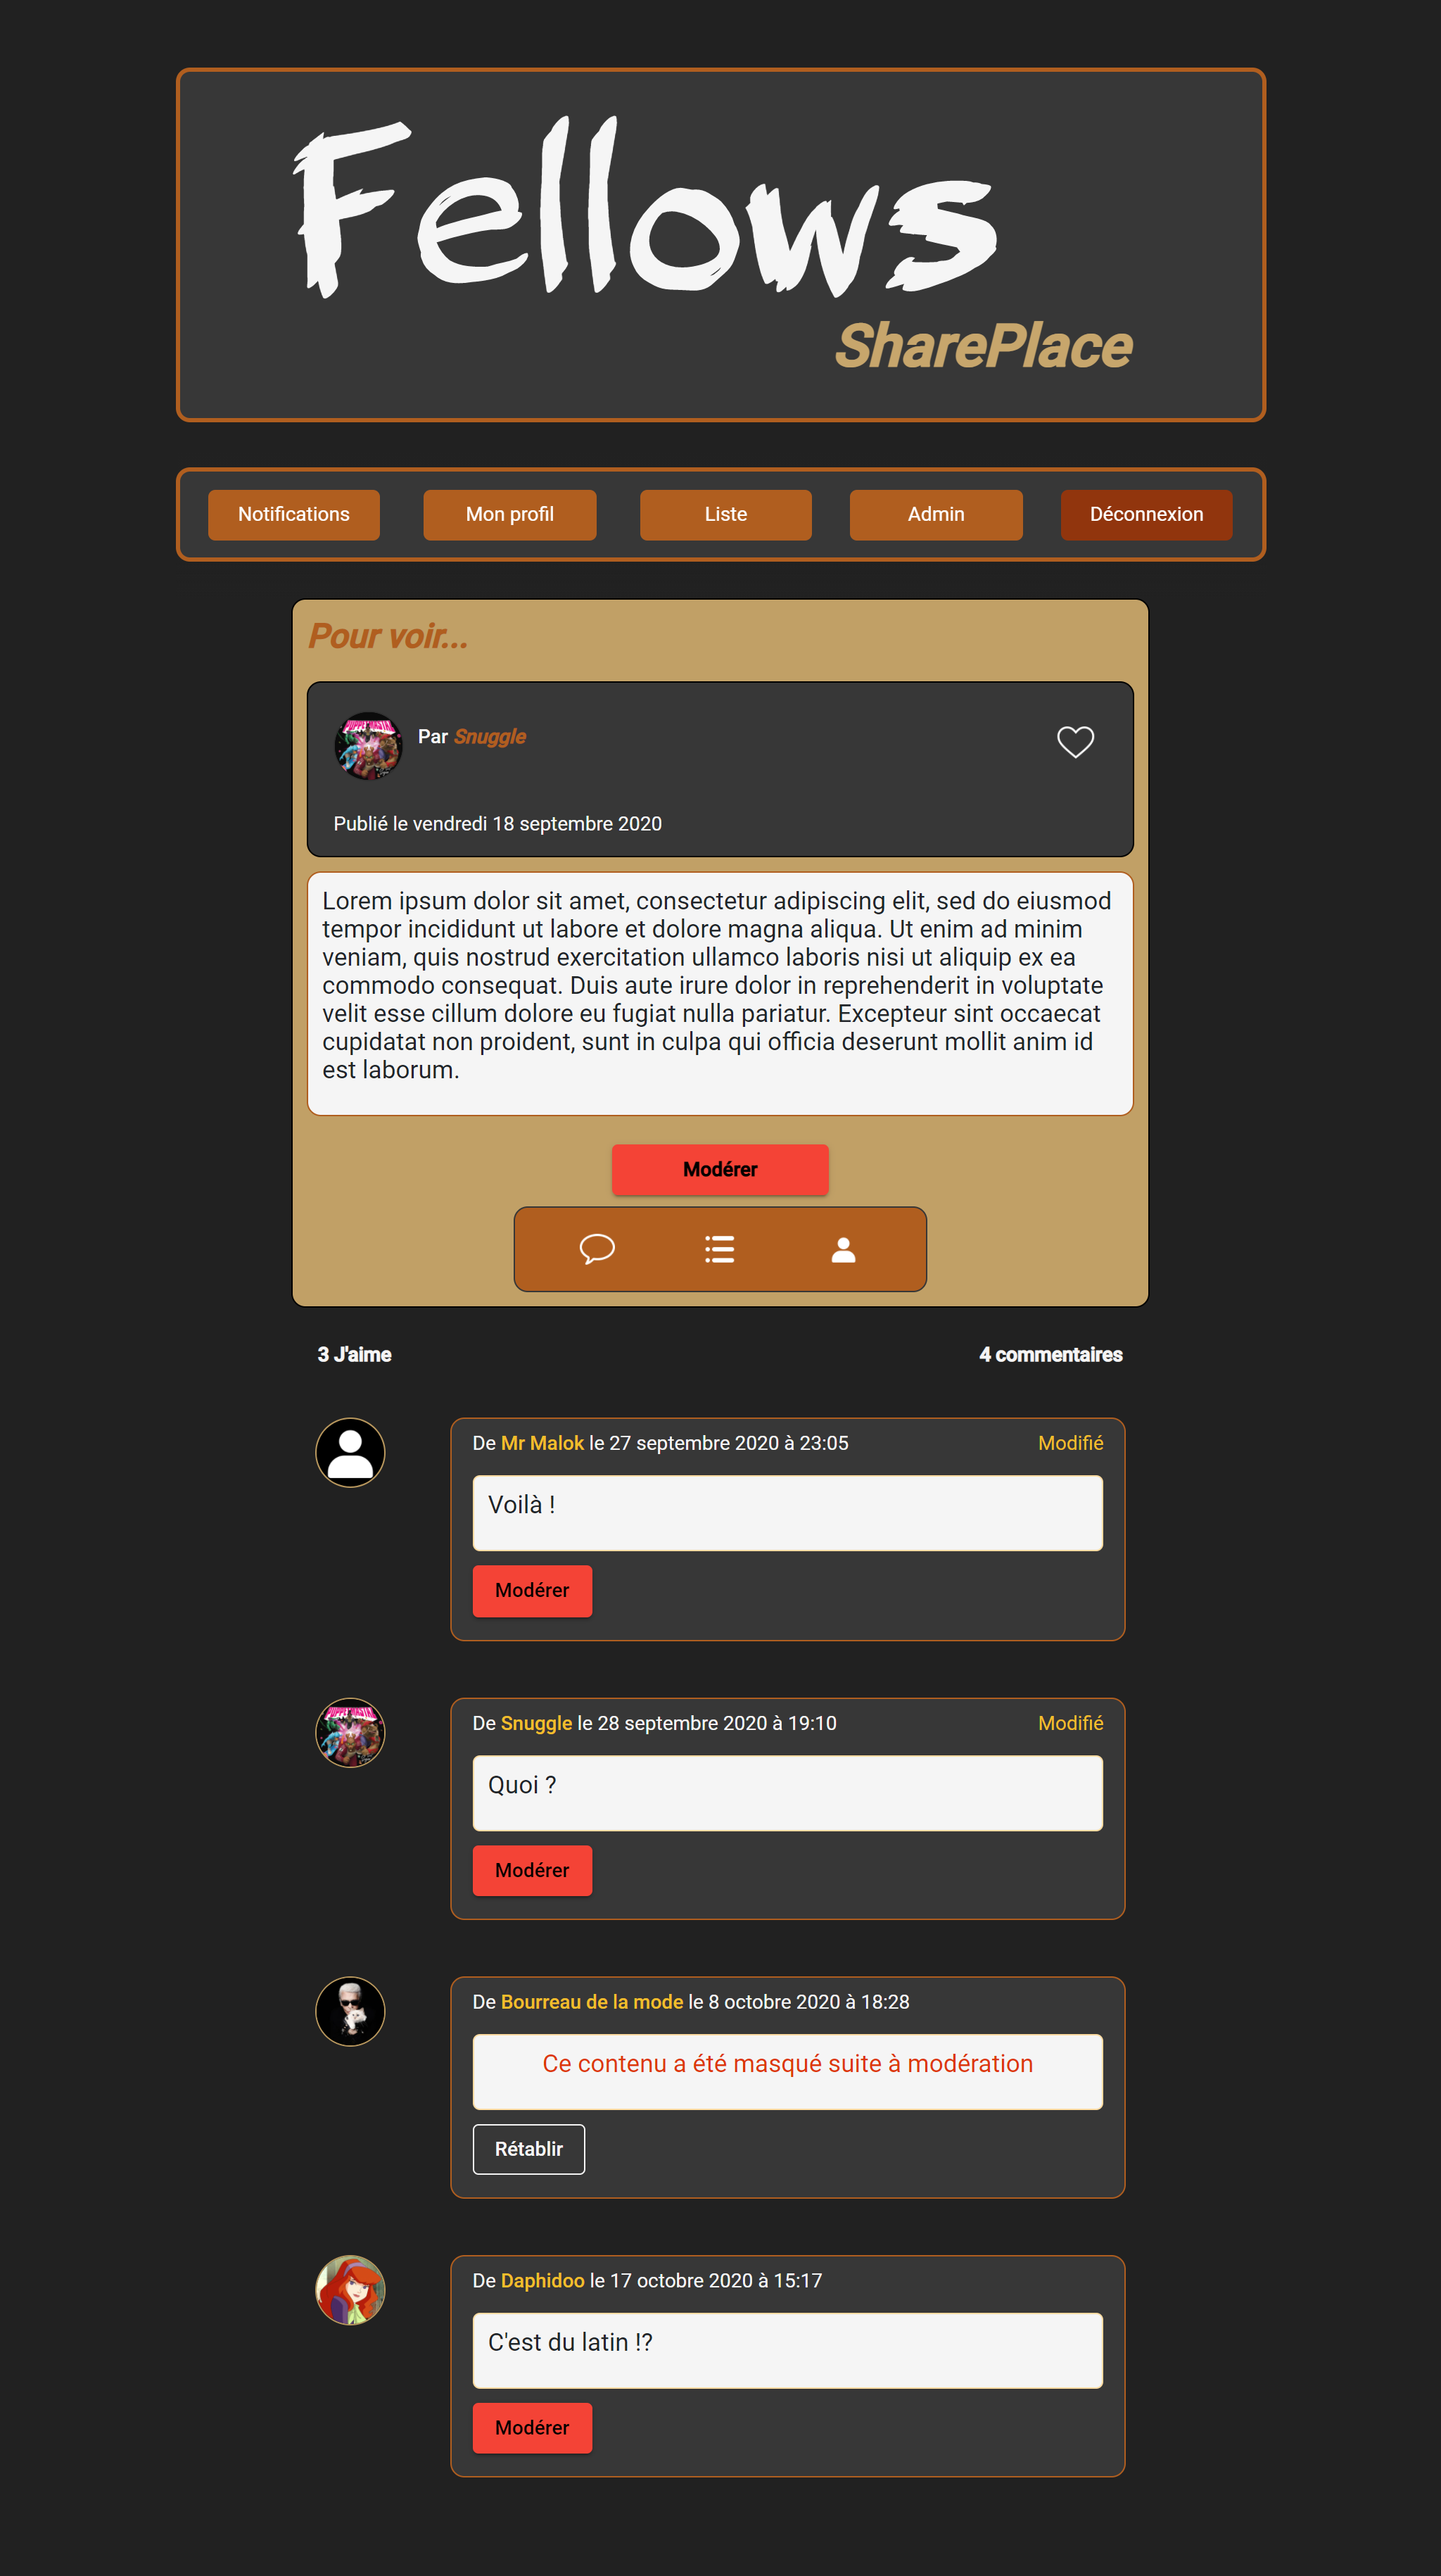 Fellows
SharePlace
Notifications
Mon profil
Liste
Admin
Déconnexion
Pour voir...
Par Snuggle
Publié le vendredi 18 septembre 2020
Lorem ipsum dolor sit amet, consectetur adipiscing elit, sed do eiusmod
tempor incididunt ut labore et dolore magna aliqua. Ut enim ad minim
veniam, quis nostrud exercitation ullamco laboris nisi ut aliquip ex ea
commodo consequat. Duis aute irure dolor in reprehenderit in voluptate
velit esse cillum dolore eu fugiat nulla pariatur. Excepteur sint occaecat
cupidatat non proident, sunt in culpa qui officia deserunt mollit anim id
est laborum.
Modérer
3 J'aime
4 commentaires
De Mr Malok le 27 septembre 2020 à 23:05
Modifié
Voilà !
Modérer
De Snuggle le 28 septembre 2020 à 19:10
Modifié
Quoi ?
Modérer
De Bourreau de la mode le 8 octobre 2020 à 18:28
Ce contenu a été masqué suite à modération
Rétablir
De Daphidoo le 17 octobre 2020 à 15:17
C'est du latin !?
Modérer